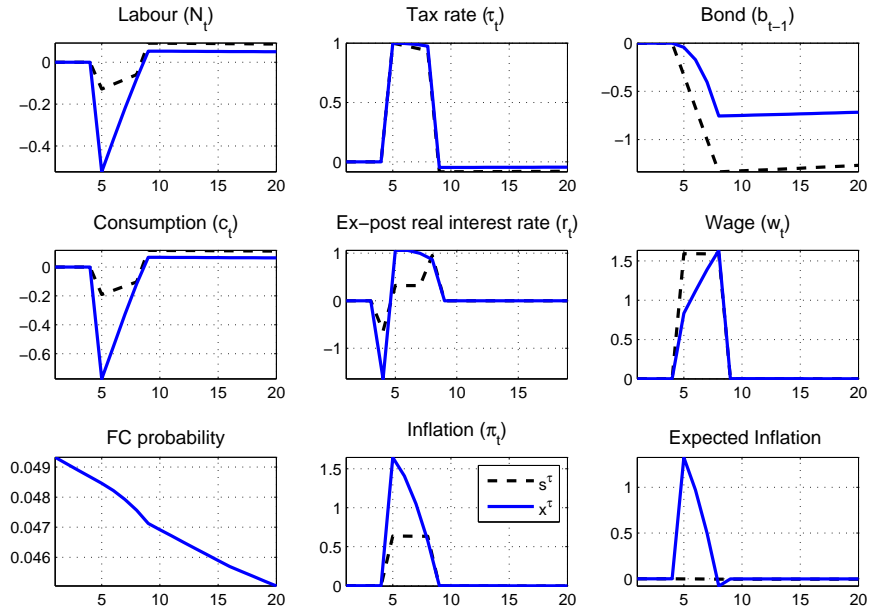 Labour (N_t)
0
−0.2
−0.4
5 10 15 20
Tax rate (τ_t)
1
0.5
0
5 10 15 20
Bond (b_{t−1})
0
−0.5
−1
5 10 15 20
Consumption (c_t)
0
−0.2
−0.4
−0.6
5 10 15 20
Ex−post real interest rate (r_t)
1
0
−1
5 10 15
Wage (w_t)
1.5
1
0.5
0
5 10 15 20
FC probability
0.049
0.048
0.047
0.046
5 10 15 20
Inflation (π_t)
1.5
1
0.5
0
5 10 15 20
s^τ
x^τ
Expected Inflation
1
0.5
0
5 10 15 20